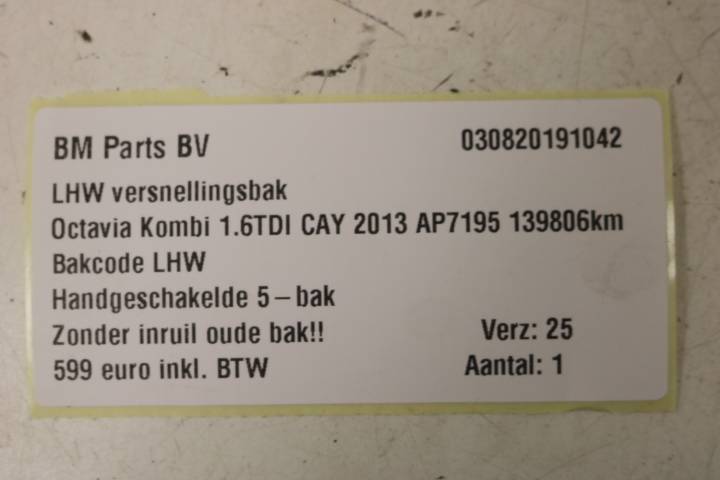 BM Parts BV 030820191042
LHW versnellingsbak
Octavia Kombi 1.6TDI CAY 2013 AP7195 139806km
Bakcode LHW
Handgeschakelde 5-bak
Zonder inruil oude bak!! Verz: 25
599 euro inkl. BTW Aantal: 1